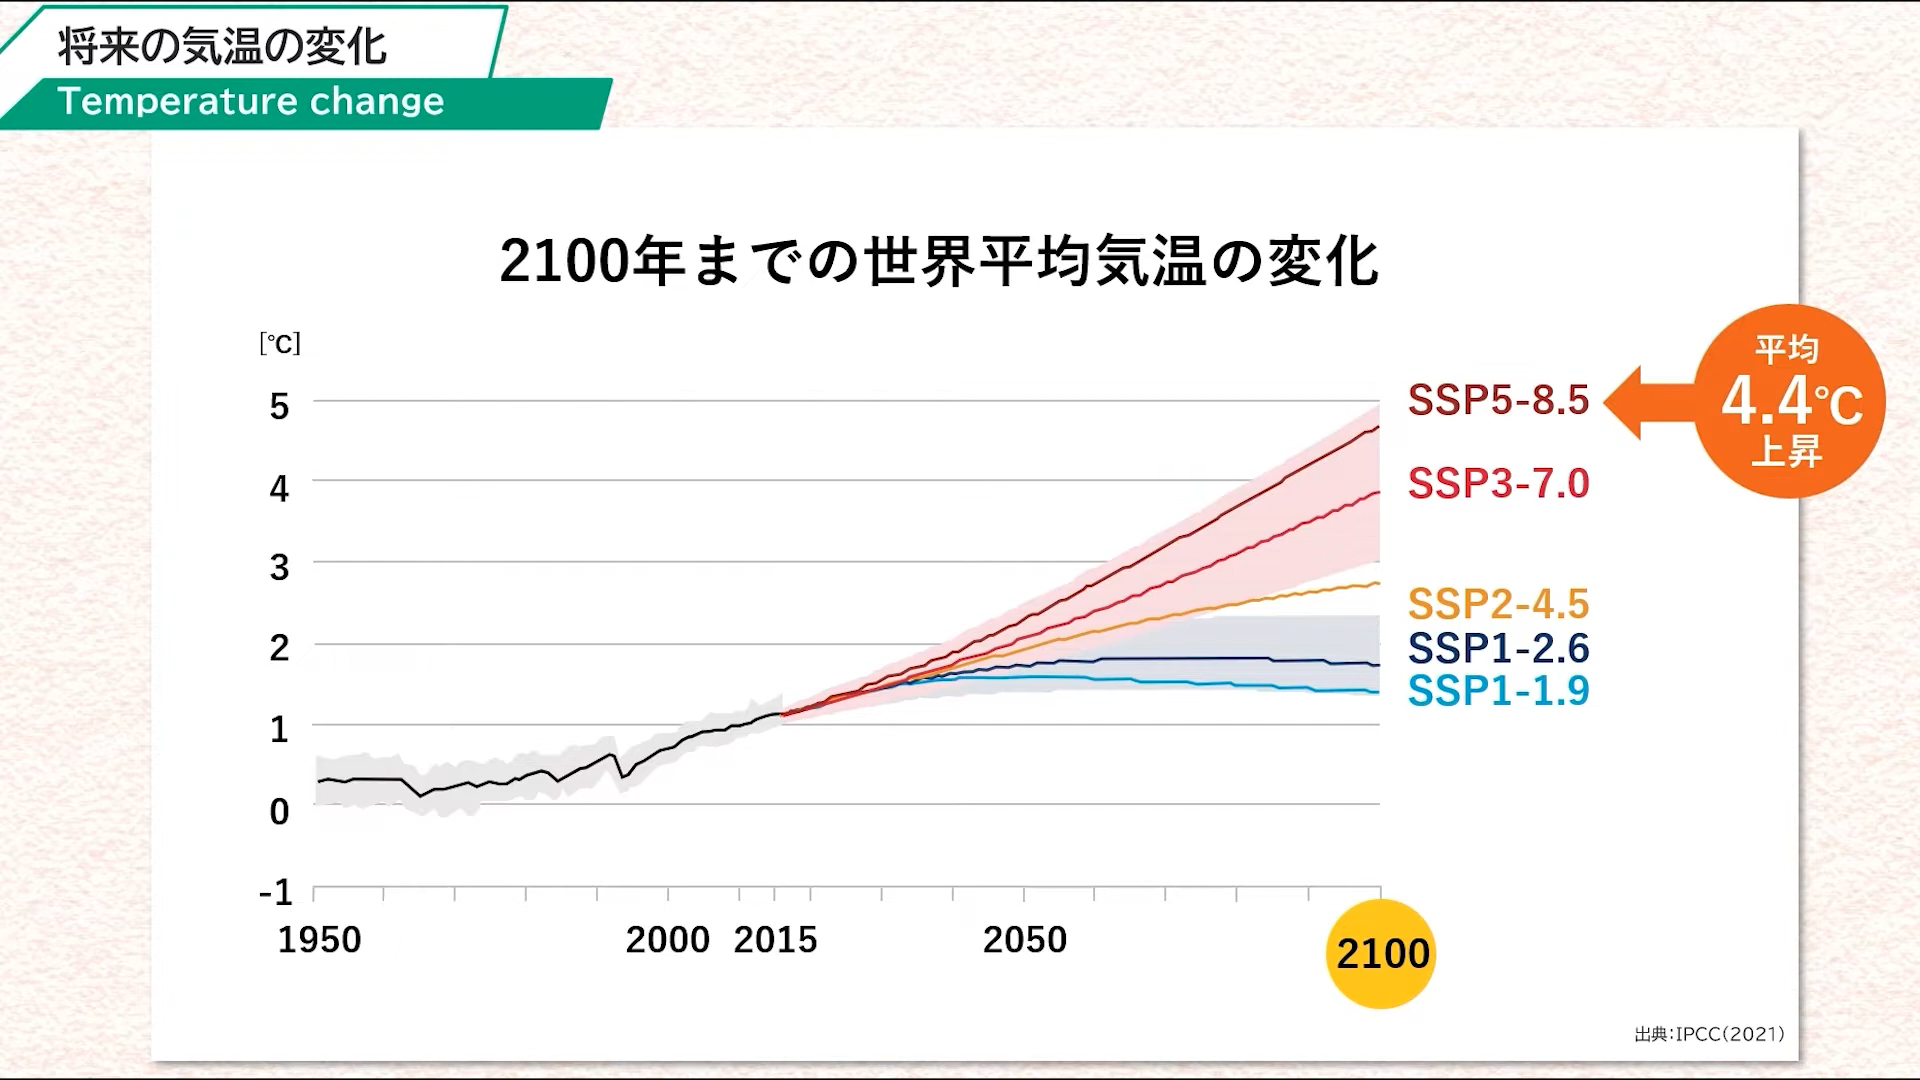 将来の気温の変化
Temperature change
2100年までの世界平均気温の変化
[℃]
5
4
3
2
1
0
-1
1950
2000
2015
2050
2100
SSP5-8.5
SSP3-7.0
SSP2-4.5
SSP1-2.6
SSP1-1.9
平均
4.4℃
上昇
出典:IPCC(2021)